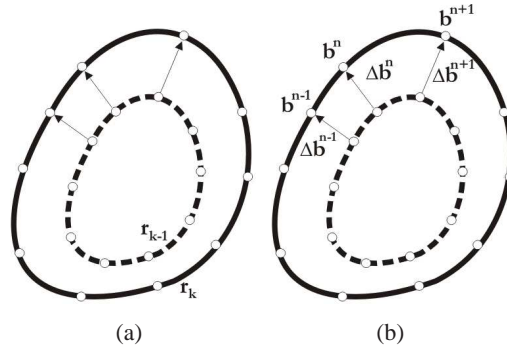 r_{k-1}
r_k
(a)
b^{n+1}
b^n
Δb^n
Δb^{n+1}
b^{n-1}
Δb^{n-1}
(b)